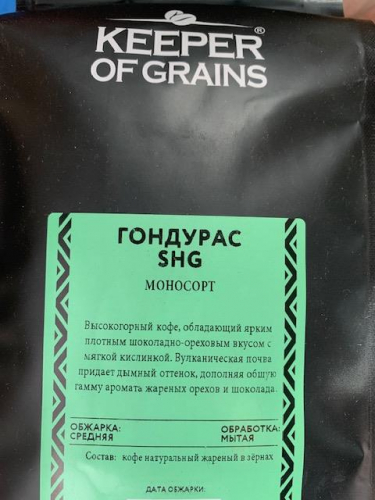 KEEPER®
OF GRAINS
ГОНДУРАС
SHG
МОНОСОРТ
Высокогорный кофе, обладающий ярким
плотным шоколадно-ореховым вкусом с
мягкой кислинкой. Вулканическая почва
придает дымный оттенок, дополняя общую
гамму аромата жареных орехов и шоколада.
ОБЖАРКА: ОБРАБОТКА:
СРЕДНЯЯ МЫТАЯ
Состав: кофе натуральный жареный в зёрнах
ДАТА ОБЖАРКИ: